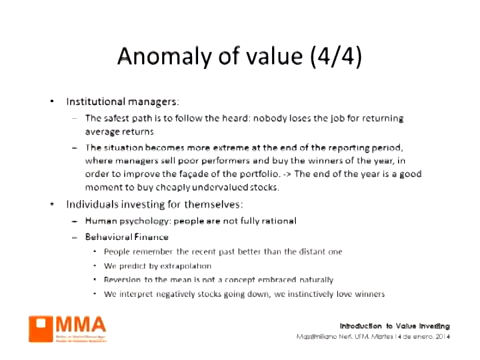 Anomaly of value (4/4)
• Institutional managers:
– The safest path is to follow the heard: nobody loses the job for returning
average returns
– The situation becomes more extreme at the end of the reporting period,
where managers sell poor performers and buy the winners of the year, in
order to improve the façade of the portfolio. -> The end of the year is a good
moment to buy cheaply undervalued stocks.
• Individuals investing for themselves:
– Human psychology: people are not fully rational
– Behavioral Finance
• People remember the recent past better than the distant one
• We predict by extrapolation
• Reversion to the mean is not a concept embraced naturally
• We interpret negatively stocks going down, we instinctively love winners
MMA
Introduction to Value Investing
Massimiliano Neri. UFM. Martes 14 de enero, 2014